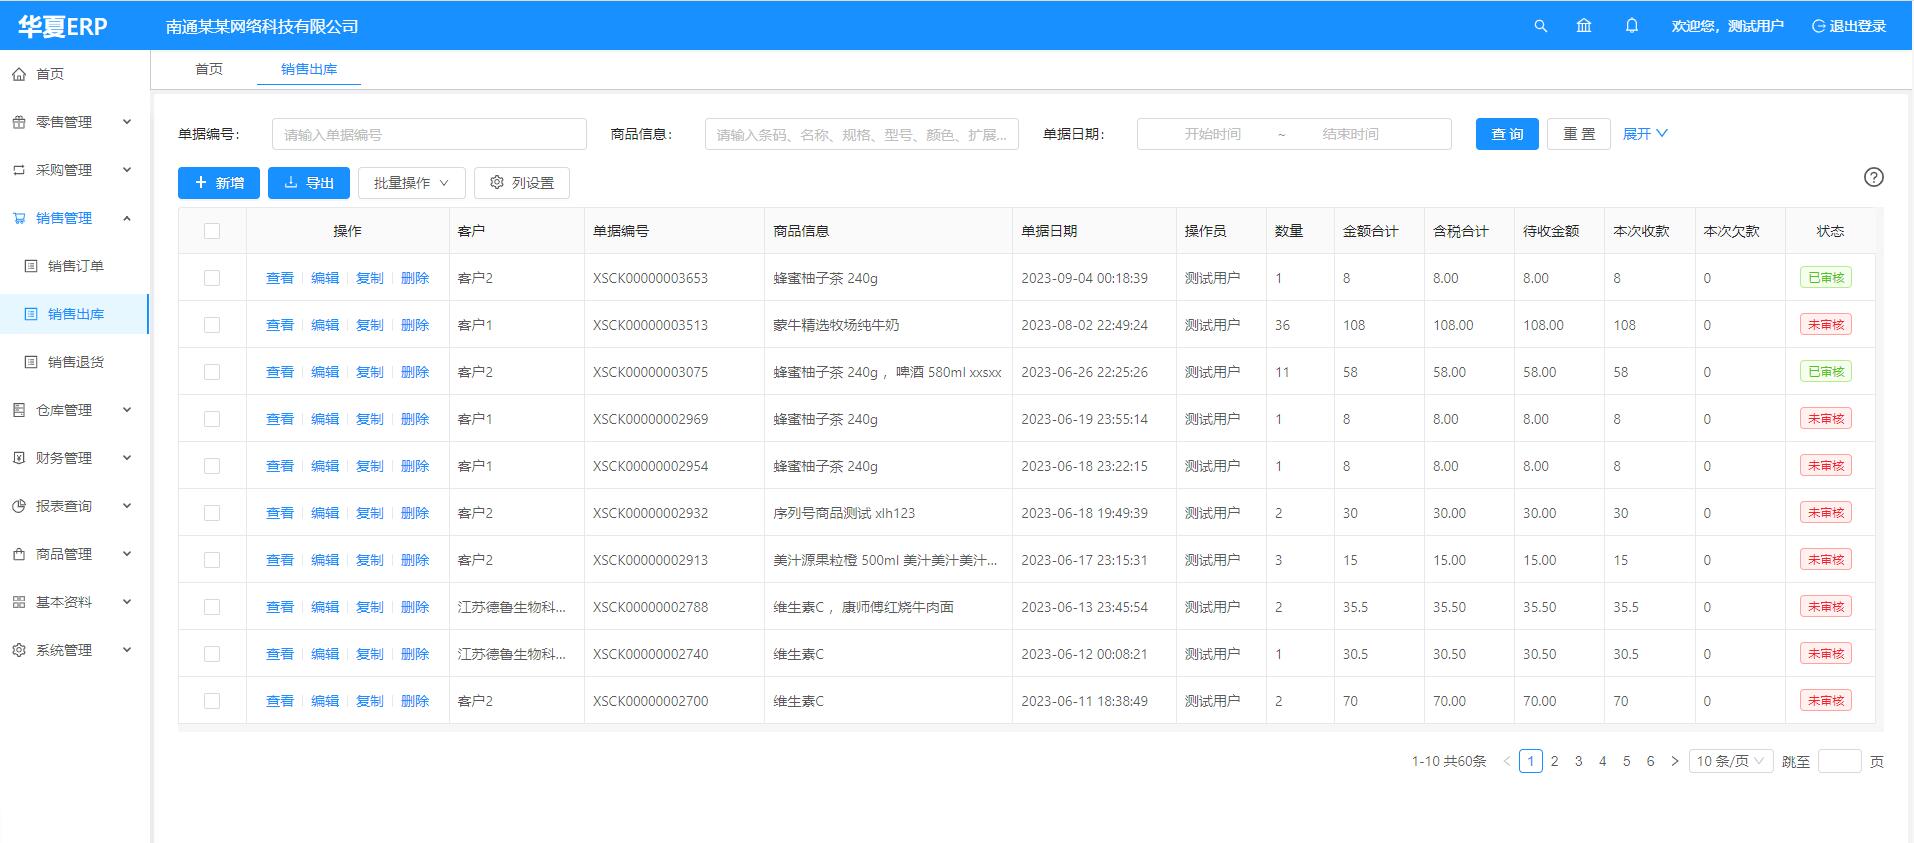 华夏ERP 南通某某网络科技有限公司 欢迎您，测试用户 退出登录
首页
零售管理
采购管理
销售管理
销售订单
销售出库
销售退货
仓库管理
财务管理
报表查询
商品管理
基本资料
系统管理
首页 销售出库
单据编号： 请输入单据编号 商品信息： 请输入条码、名称、规格、型号、颜色、扩展... 单据日期： 开始时间 ~ 结束时间 查 询 重 置 展开
新增 导出 批量操作 列设置
操作 客户 单据编号 商品信息 单据日期 操作员 数量 金额合计 含税合计 待收金额 本次收款 本次欠款 状态
查看 编辑 复制 删除 客户2 XSCK00000003653 蜂蜜柚子茶 240g 2023-09-04 00:18:39 测试用户 1 8 8.00 8.00 8 0 已审核
查看 编辑 复制 删除 客户1 XSCK00000003513 蒙牛精选牧场纯牛奶 2023-08-02 22:49:24 测试用户 36 108 108.00 108.00 108 0 未审核
查看 编辑 复制 删除 客户2 XSCK00000003075 蜂蜜柚子茶 240g ，啤酒 580ml xxsxx 2023-06-26 22:25:26 测试用户 11 58 58.00 58.00 58 0 已审核
查看 编辑 复制 删除 客户1 XSCK00000002969 蜂蜜柚子茶 240g 2023-06-19 23:55:14 测试用户 1 8 8.00 8.00 8 0 未审核
查看 编辑 复制 删除 客户1 XSCK00000002954 蜂蜜柚子茶 240g 2023-06-18 23:22:15 测试用户 1 8 8.00 8.00 8 0 未审核
查看 编辑 复制 删除 客户2 XSCK00000002932 序列号商品测试 xlh123 2023-06-18 19:49:39 测试用户 2 30 30.00 30.00 30 0 未审核
查看 编辑 复制 删除 客户2 XSCK00000002913 美汁源果粒橙 500ml 美汁美汁美汁... 2023-06-17 23:15:31 测试用户 3 15 15.00 15.00 15 0 未审核
查看 编辑 复制 删除 江苏德鲁生物科... XSCK00000002788 维生素C ，康师傅红烧牛肉面 2023-06-13 23:45:54 测试用户 2 35.5 35.50 35.50 35.5 0 未审核
查看 编辑 复制 删除 江苏德鲁生物科... XSCK00000002740 维生素C 2023-06-12 00:08:21 测试用户 1 30.5 30.50 30.50 30.5 0 未审核
查看 编辑 复制 删除 客户2 XSCK00000002700 维生素C 2023-06-11 18:38:49 测试用户 2 70 70.00 70.00 70 0 未审核
1-10 共60条 < 1 2 3 4 5 6 > 10 条/页 跳至 页